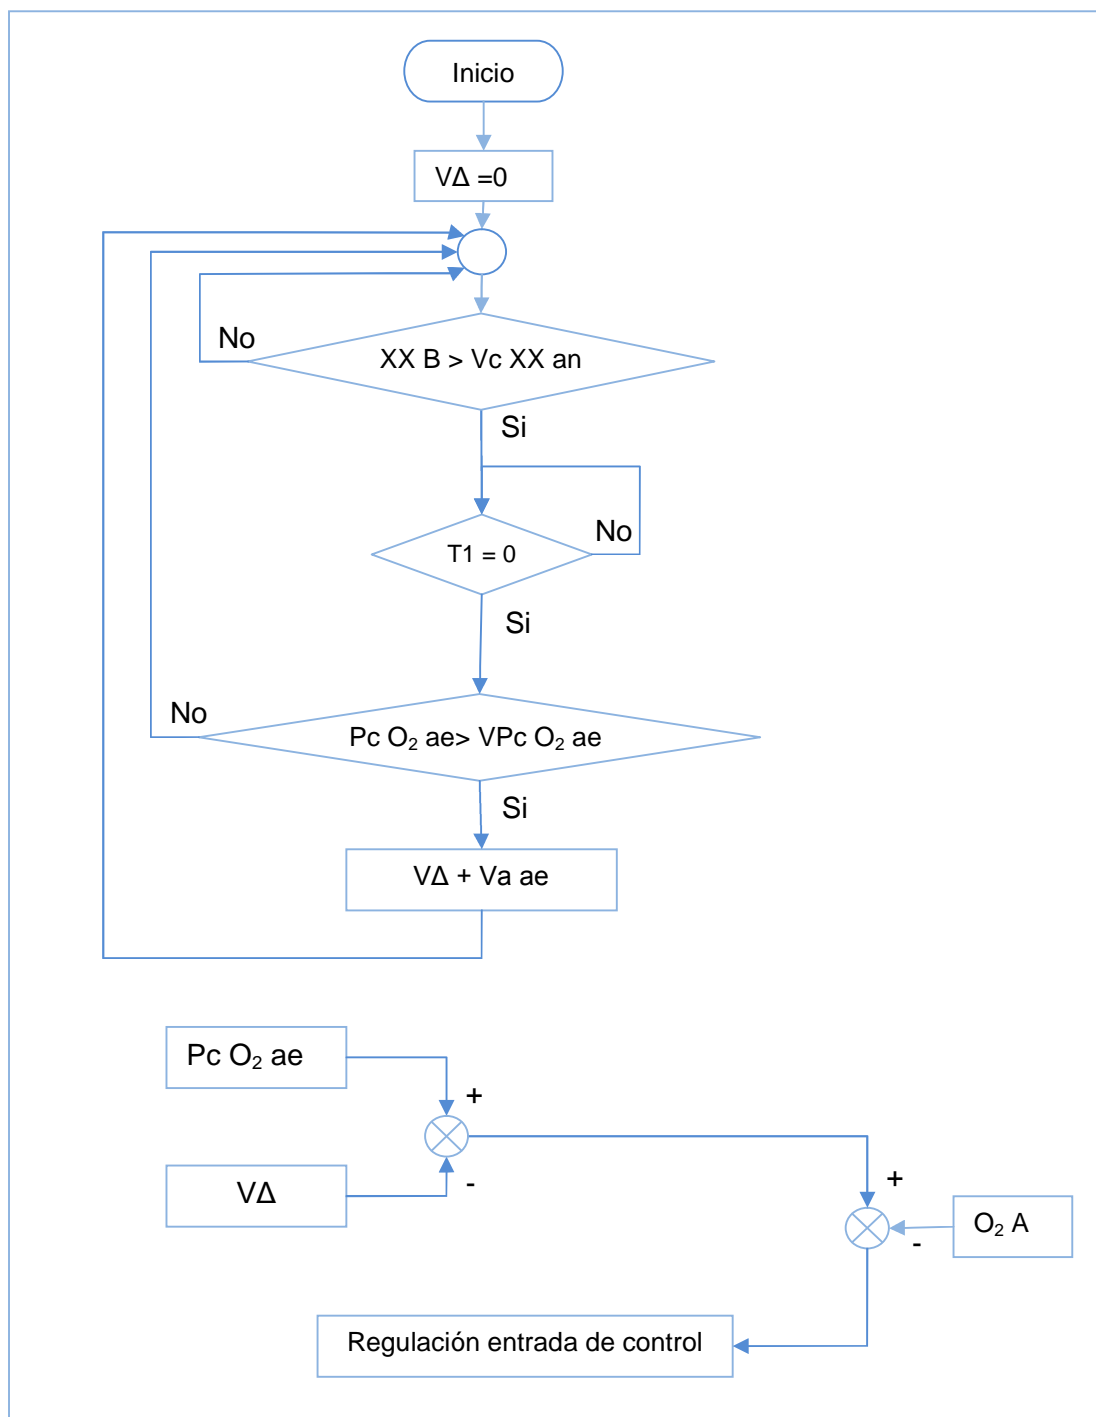 Inicio
VΔ =0
No
XX B > Vc XX an
Si
No
T1 = 0
Si
No
Pc O₂ ae> VPc O₂ ae
Si
VΔ + Va ae
Pc O₂ ae
+
VΔ
-
+
O₂ A
-
Regulación entrada de control